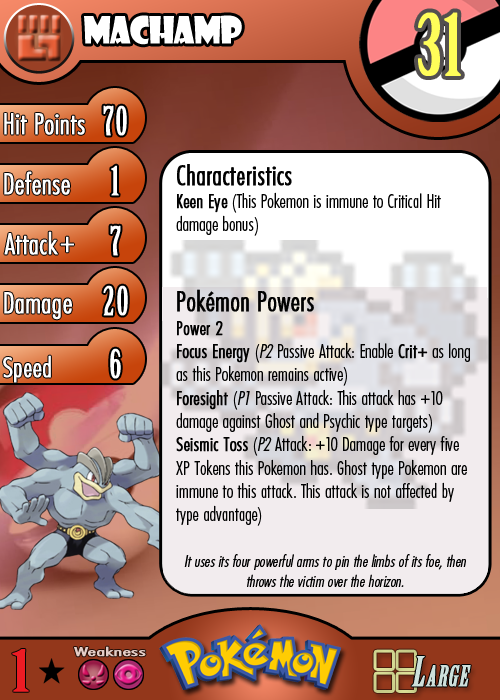 MACHAMP
31
Hit Points 70
Defense 1
Attack+ 7
Damage 20
Speed 6
Characteristics
Keen Eye (This Pokemon is immune to Critical Hit
damage bonus)
Pokémon Powers
Power 2
Focus Energy (P2 Passive Attack: Enable Crit+ as long
as this Pokemon remains active)
Foresight (P1 Passive Attack: This attack has +10
damage against Ghost and Psychic type targets)
Seismic Toss (P2 Attack: +10 Damage for every five
XP Tokens this Pokemon has. Ghost type Pokemon are
immune to this attack. This attack is not affected by
type advantage)
It uses its four powerful arms to pin the limbs of its foe, then
throws the victim over the horizon.
1 ★ Weakness
POKéMON
LARGE